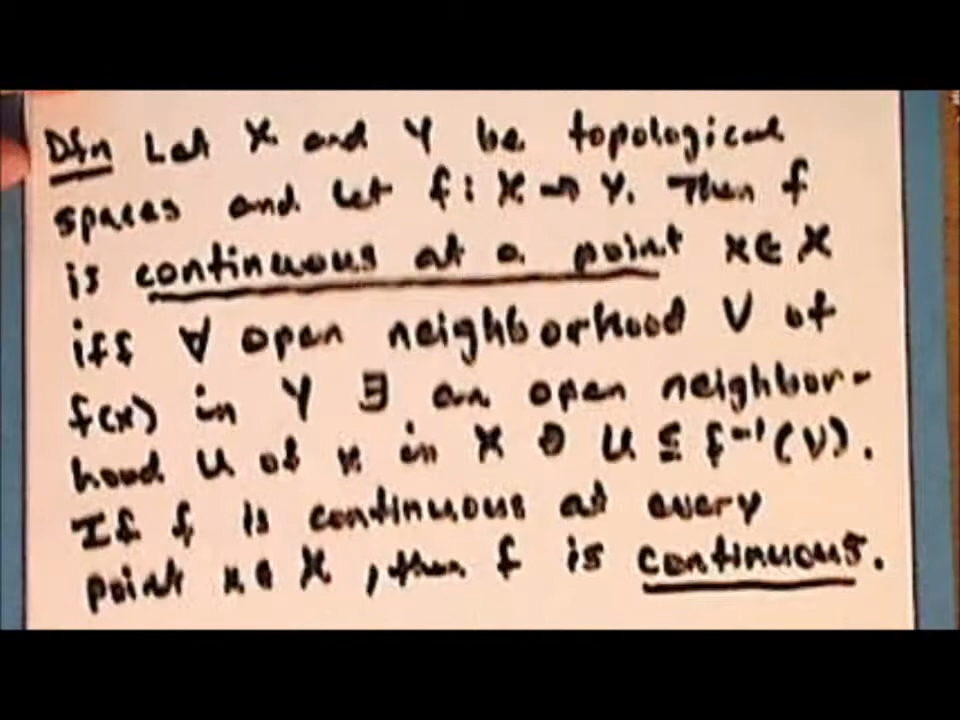 Dfn Let X and Y be topological
spaces and let f : X → Y. Then f
is continuous at a point x ∈ X
iff ∀ open neighborhood V of
f(x) in Y ∃ an open neighbor-
hood U of x in X ∋ U ⊆ f⁻¹(V).
If f is continuous at every
point x ∈ X, then f is continuous.